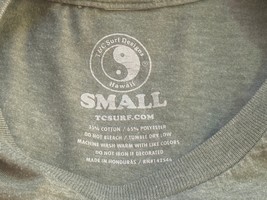 T&C Surf Designs
Hawaii
SMALL
TCSURF.COM
35% COTTON / 65% POLYESTER
DO NOT BLEACH / TUMBLE DRY LOW
MACHINE WASH WARM WITH LIKE COLORS
DO NOT IRON IF DECORATED
MADE IN HONDURAS /